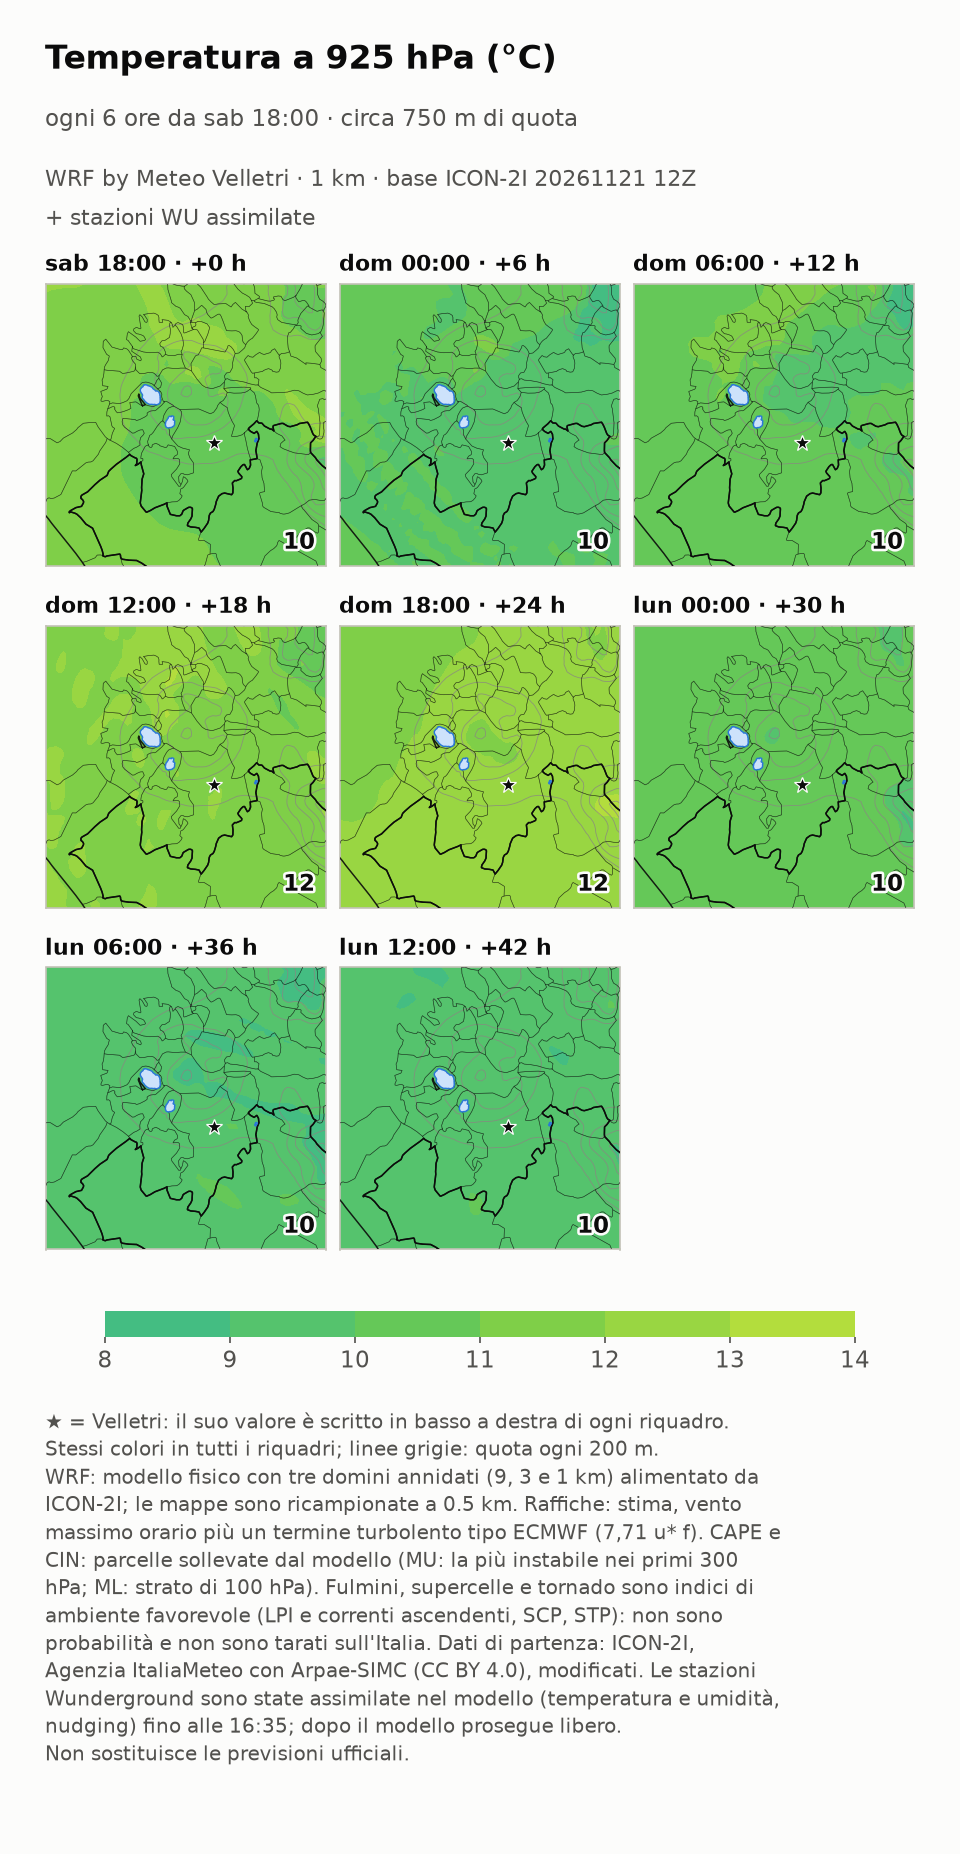 Temperatura a 925 hPa (°C)
ogni 6 ore da sab 18:00 · circa 750 m di quota
WRF by Meteo Velletri · 1 km · base ICON-2I 20261121 12Z
+ stazioni WU assimilate
sab 18:00 · +0 h
dom 00:00 · +6 h
dom 06:00 · +12 h
10
10
10
dom 12:00 · +18 h
dom 18:00 · +24 h
lun 00:00 · +30 h
12
12
10
lun 06:00 · +36 h
lun 12:00 · +42 h
10
10
8 9 10 11 12 13 14
★ = Velletri: il suo valore è scritto in basso a destra di ogni riquadro.
Stessi colori in tutti i riquadri; linee grigie: quota ogni 200 m.
WRF: modello fisico con tre domini annidati (9, 3 e 1 km) alimentato da
ICON-2I; le mappe sono ricampionate a 0.5 km. Raffiche: stima, vento
massimo orario più un termine turbolento tipo ECMWF (7,71 u* f). CAPE e
CIN: parcelle sollevate dal modello (MU: la più instabile nei primi 300
hPa; ML: strato di 100 hPa). Fulmini, supercelle e tornado sono indici di
ambiente favorevole (LPI e correnti ascendenti, SCP, STP): non sono
probabilità e non sono tarati sull'Italia. Dati di partenza: ICON-2I,
Agenzia ItaliaMeteo con Arpae-SIMC (CC BY 4.0), modificati. Le stazioni
Wunderground sono state assimilate nel modello (temperatura e umidità,
nudging) fino alle 16:35; dopo il modello prosegue libero.
Non sostituisce le previsioni ufficiali.